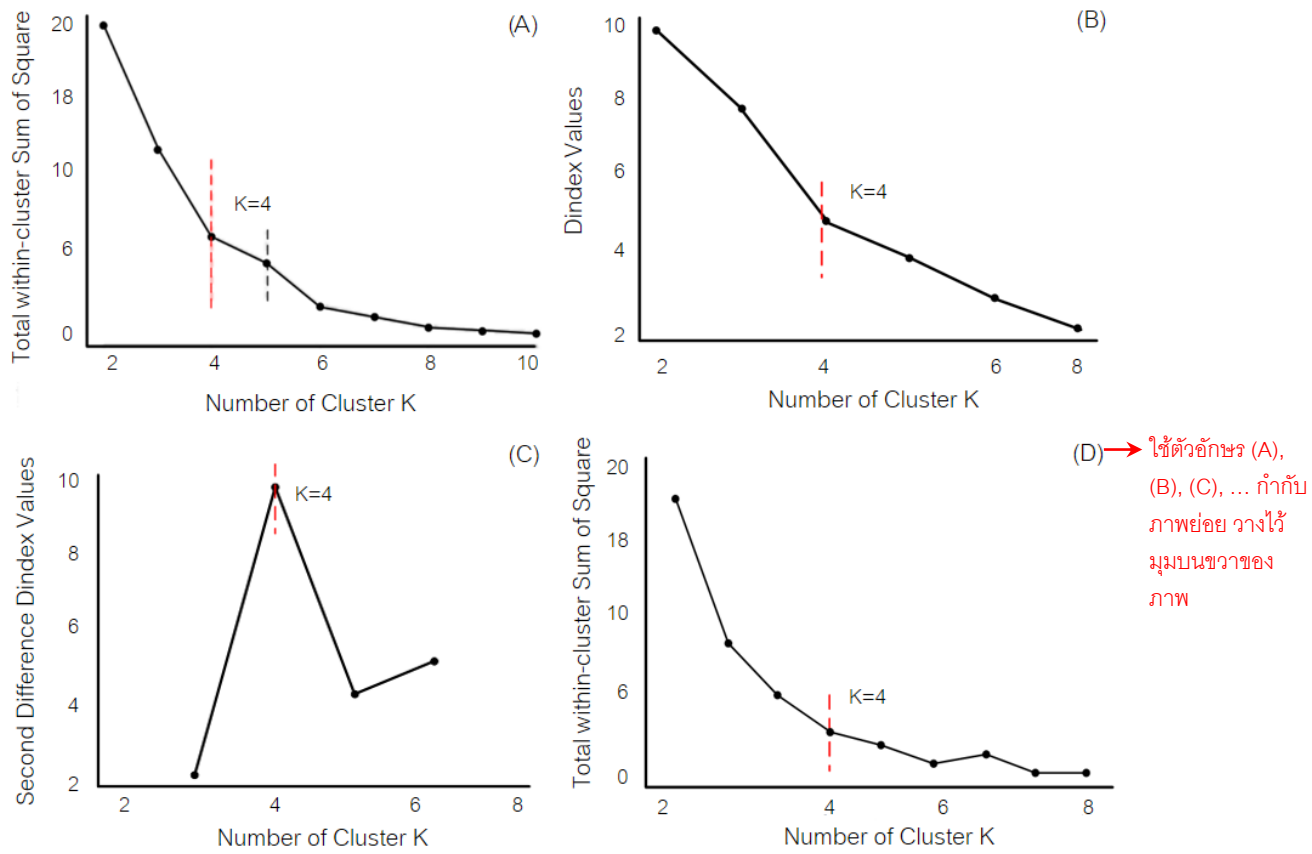 (A)
Total within-cluster Sum of Square
20
18
10
6
0
K=4
2 4 6 8 10
Number of Cluster K
(B)
Dindex Values
10
8
6
4
2
K=4
2 4 6 8
Number of Cluster K
(C)
Second Difference Dindex Values
10
8
6
4
2
K=4
2 4 6 8
Number of Cluster K
(D)
Total within-cluster Sum of Square
20
18
10
6
0
K=4
2 4 6 8
Number of Cluster K
ใช้ตัวอักษร (A),
(B), (C), ... กำกับ
ภาพย่อย วางไว้
มุมบนขวาของ
ภาพ